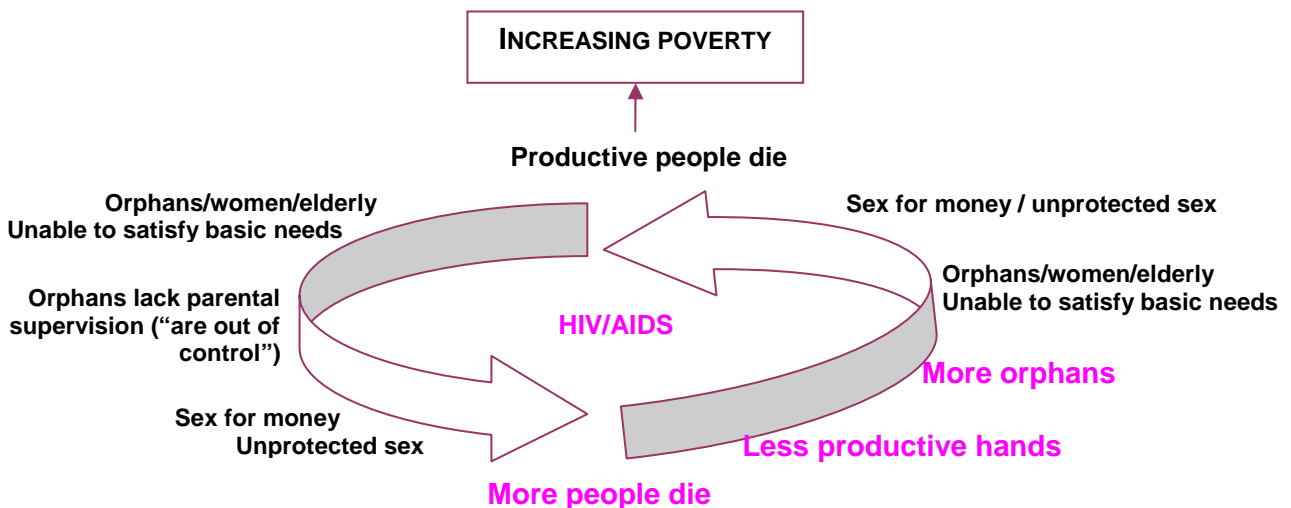 INCREASING POVERTY
Productive people die
Orphans/women/elderly
Unable to satisfy basic needs
Orphans lack parental
supervision (“are out of
control”)
Sex for money
Unprotected sex
HIV/AIDS
Sex for money / unprotected sex
Orphans/women/elderly
Unable to satisfy basic needs
More orphans
Less productive hands
More people die